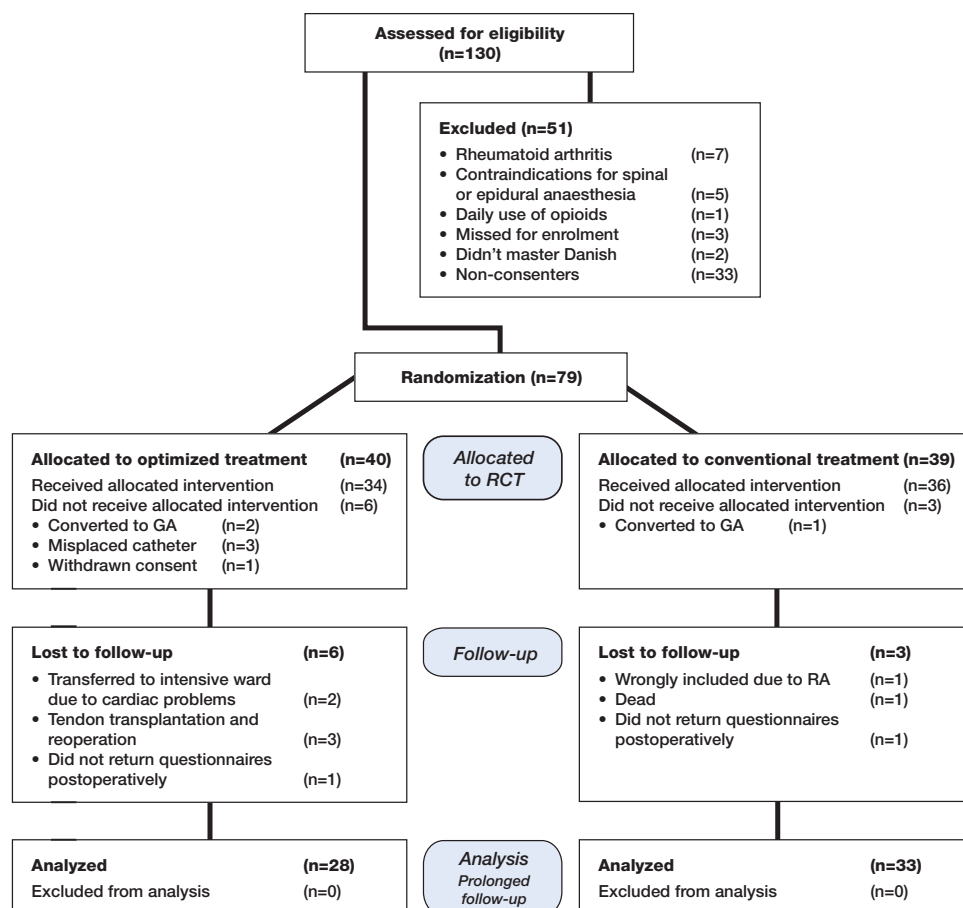 Assessed for eligibility
(n=130)
Excluded (n=51)
• Rheumatoid arthritis (n=7)
• Contraindications for spinal
or epidural anaesthesia (n=5)
• Daily use of opioids (n=1)
• Missed for enrolment (n=3)
• Didn’t master Danish (n=2)
• Non-consenters (n=33)
Randomization (n=79)
Allocated to optimized treatment (n=40)
Received allocated intervention (n=34)
Did not receive allocated intervention (n=6)
• Converted to GA (n=2)
• Misplaced catheter (n=3)
• Withdrawn consent (n=1)
Allocated
to RCT
Allocated to conventional treatment (n=39)
Received allocated intervention (n=36)
Did not receive allocated intervention (n=3)
• Converted to GA (n=1)
Lost to follow-up (n=6)
• Transferred to intensive ward
due to cardiac problems (n=2)
• Tendon transplantation and
reoperation (n=3)
• Did not return questionnaires
postoperatively (n=1)
Follow-up
Lost to follow-up (n=3)
• Wrongly included due to RA (n=1)
• Dead (n=1)
• Did not return questionnaires
postoperatively (n=1)
Analyzed (n=28)
Excluded from analysis (n=0)
Analysis
Prolonged
follow-up
Analyzed (n=33)
Excluded from analysis (n=0)